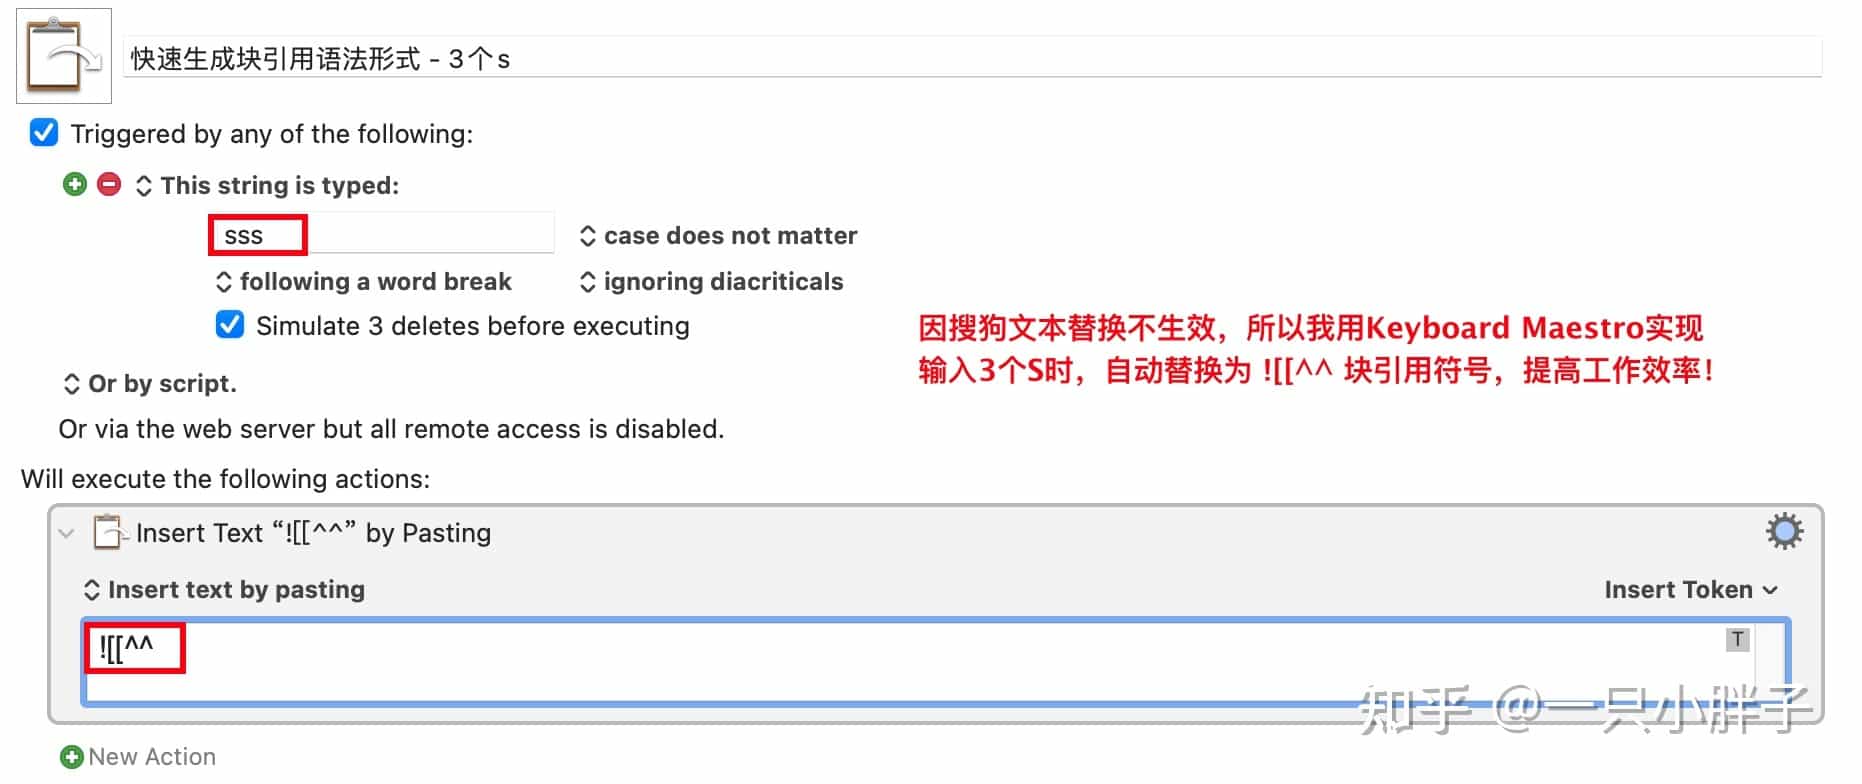 快速生成块引用语法形式 - 3个s
Triggered by any of the following:
This string is typed:
sss
case does not matter
following a word break
ignoring diacriticals
Simulate 3 deletes before executing
因搜狗文本替换不生效，所以我用Keyboard Maestro实现
输入3个S时，自动替换为 ![[^^ 块引用符号，提高工作效率！
Or by script.
Or via the web server but all remote access is disabled.
Will execute the following actions:
Insert Text “![[^^” by Pasting
Insert text by pasting
Insert Token
![[^^
T
知乎 @一只小胖子
New Action